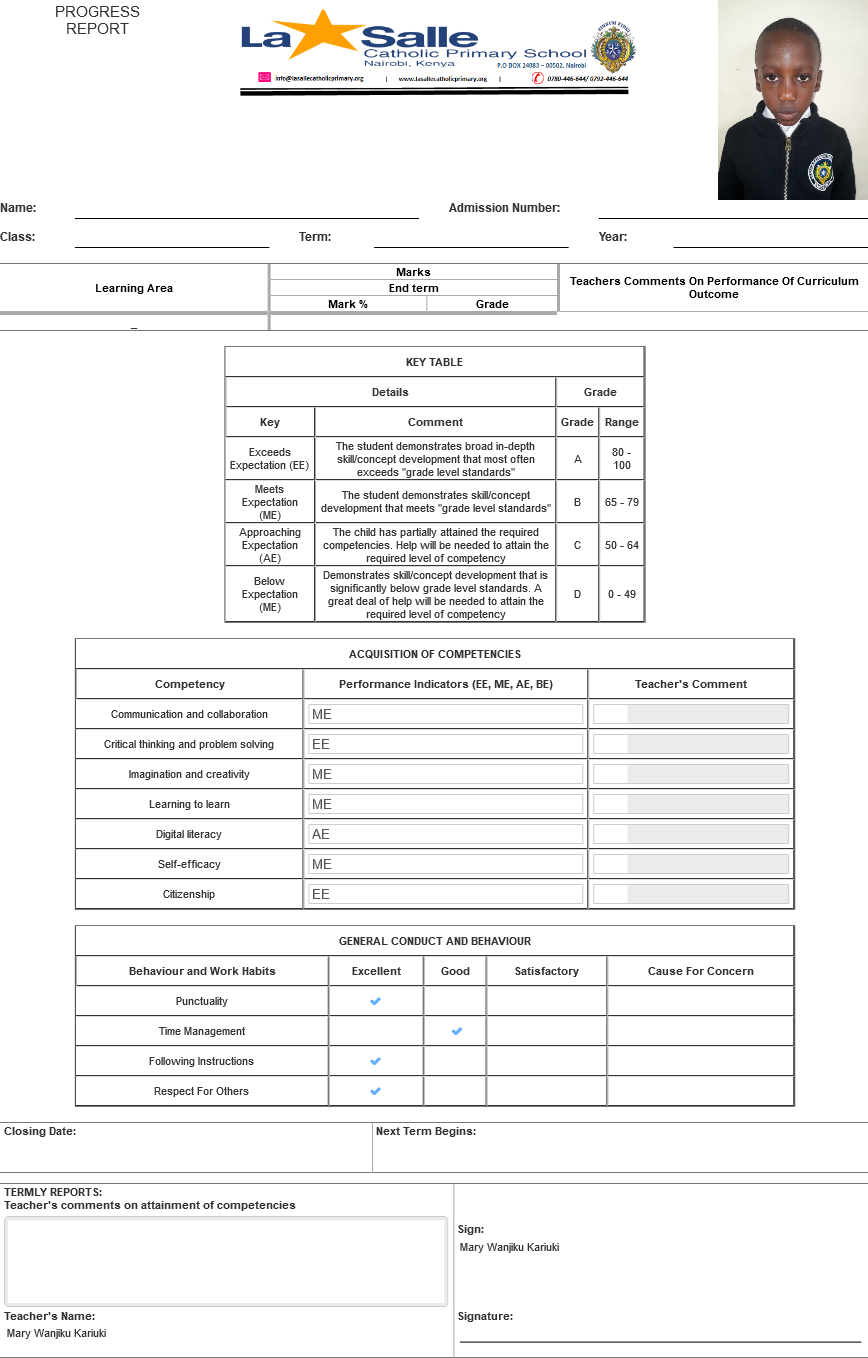 PROGRESS
REPORT
La Salle
Catholic Primary School
Nairobi, Kenya
P.O BOX 24083 – 00502, Nairobi
info@lasallecatholicprimary.org | www.lasallecatholicprimary.org | 0780-446-644/ 0792-446-644
Name: Admission Number:
Class: Term: Year:
Learning Area
Marks
End term
Mark % Grade
Teachers Comments On Performance Of Curriculum
Outcome
–
KEY TABLE
Details Grade
Key Comment Grade Range
Exceeds
Expectation (EE)
The student demonstrates broad in-depth
skill/concept development that most often
exceeds "grade level standards"
A
80 -
100
Meets
Expectation
(ME)
The student demonstrates skill/concept
development that meets "grade level standards"
B
65 - 79
Approaching
Expectation
(AE)
The child has partially attained the required
competencies. Help will be needed to attain the
required level of competency
C
50 - 64
Below
Expectation
(ME)
Demonstrates skill/concept development that is
significantly below grade level standards. A
great deal of help will be needed to attain the
required level of competency
D
0 - 49
ACQUISITION OF COMPETENCIES
Competency Performance Indicators (EE, ME, AE, BE) Teacher's Comment
Communication and collaboration ME
Critical thinking and problem solving EE
Imagination and creativity ME
Learning to learn ME
Digital literacy AE
Self-efficacy ME
Citizenship EE
GENERAL CONDUCT AND BEHAVIOUR
Behaviour and Work Habits Excellent Good Satisfactory Cause For Concern
Punctuality
Time Management
Following Instructions
Respect For Others
Closing Date: Next Term Begins:
TERMLY REPORTS:
Teacher's comments on attainment of competencies
Sign:
Mary Wanjiku Kariuki
Teacher's Name:
Mary Wanjiku Kariuki
Signature: